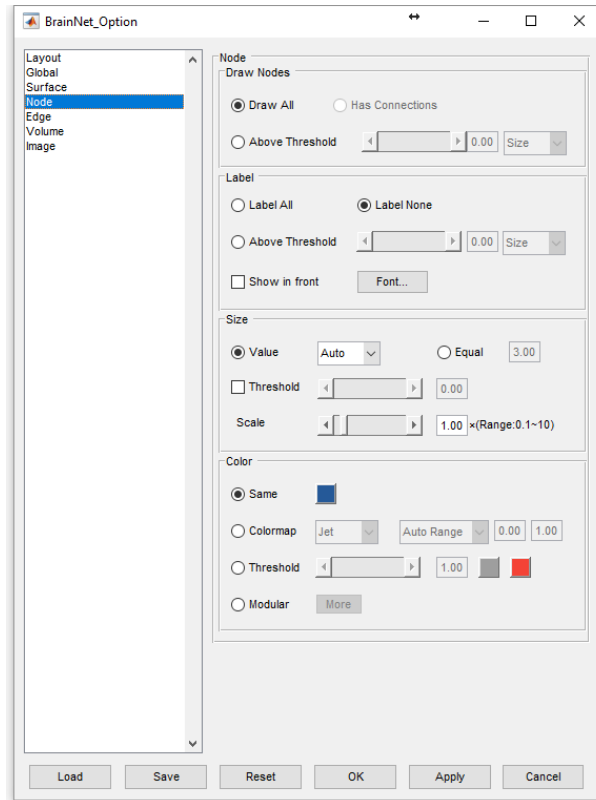 BrainNet_Option
Layout
Global
Surface
Node
Edge
Volume
Image
Node
Draw Nodes
Draw All Has Connections
Above Threshold 0.00 Size
Label
Label All Label None
Above Threshold 0.00 Size
Show in front Font...
Size
Value Auto Equal 3.00
Threshold 0.00
Scale 1.00 ×(Range:0.1~10)
Color
Same
Colormap Jet Auto Range 0.00 1.00
Threshold 1.00
Modular More
Load Save Reset OK Apply Cancel